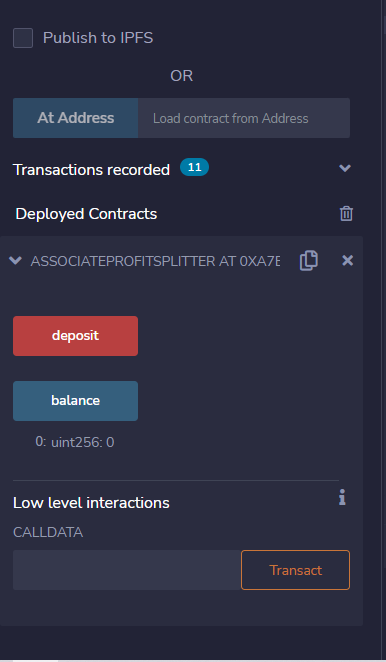 Publish to IPFS
OR
At Address Load contract from Address
Transactions recorded 11
Deployed Contracts
ASSOCIATEPROFITSPLITTER AT 0XA7E
deposit
balance
0: uint256: 0
Low level interactions
CALLDATA
Transact